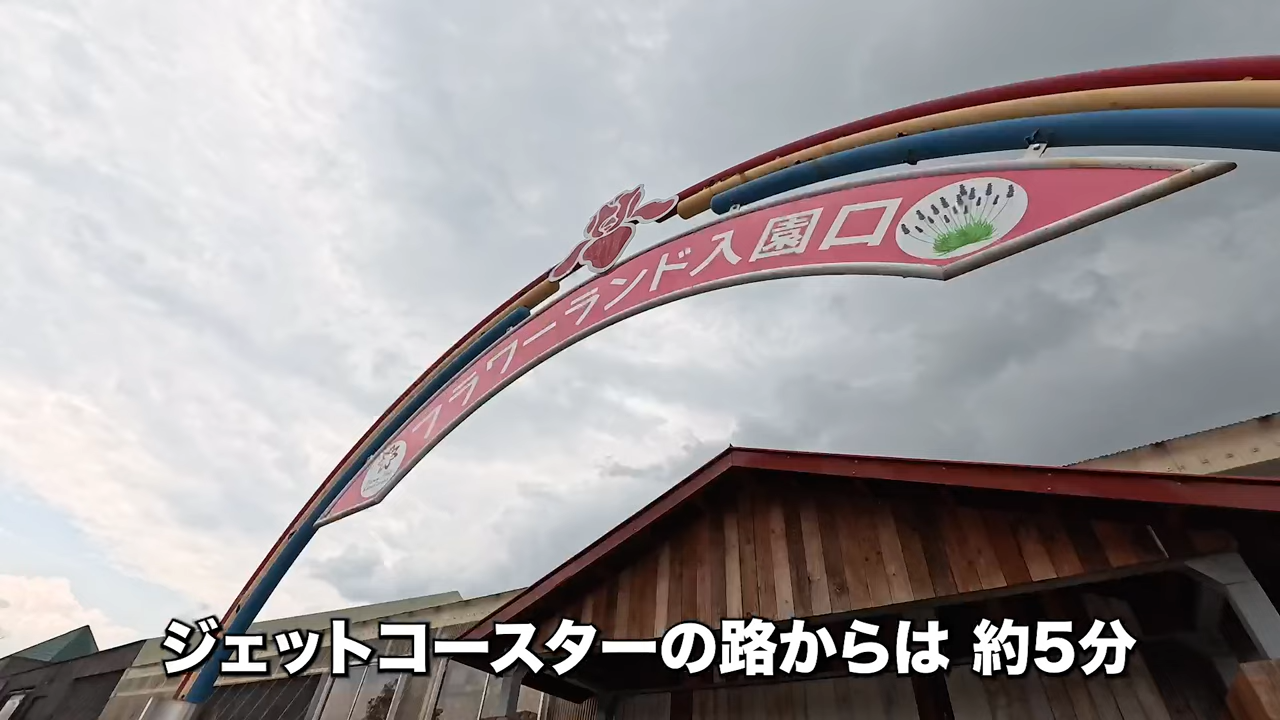 フラワーランド入園口
ジェットコースターの路からは 約5分